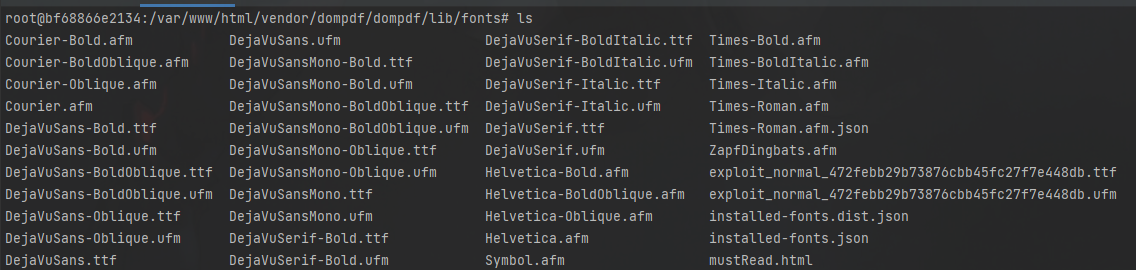 root@bf68866e2134:/var/www/html/vendor/dompdf/dompdf/lib/fonts# ls
Courier-Bold.afm DejaVuSans.ufm DejaVuSerif-BoldItalic.ttf Times-Bold.afm
Courier-BoldOblique.afm DejaVuSansMono-Bold.ttf DejaVuSerif-BoldItalic.ufm Times-BoldItalic.afm
Courier-Oblique.afm DejaVuSansMono-Bold.ufm DejaVuSerif-Italic.ttf Times-Italic.afm
Courier.afm DejaVuSansMono-BoldOblique.ttf DejaVuSerif-Italic.ufm Times-Roman.afm
DejaVuSans-Bold.ttf DejaVuSansMono-BoldOblique.ufm DejaVuSerif.ttf Times-Roman.afm.json
DejaVuSans-Bold.ufm DejaVuSansMono-Oblique.ttf DejaVuSerif.ufm ZapfDingbats.afm
DejaVuSans-BoldOblique.ttf DejaVuSansMono-Oblique.ufm Helvetica-Bold.afm exploit_normal_472febb29b73876cbb45fc27f7e448db.ttf
DejaVuSans-BoldOblique.ufm DejaVuSansMono.ttf Helvetica-BoldOblique.afm exploit_normal_472febb29b73876cbb45fc27f7e448db.ufm
DejaVuSans-Oblique.ttf DejaVuSansMono.ufm Helvetica-Oblique.afm installed-fonts.dist.json
DejaVuSans-Oblique.ufm DejaVuSerif-Bold.ttf Helvetica.afm installed-fonts.json
DejaVuSans.ttf DejaVuSerif-Bold.ufm Symbol.afm mustRead.html